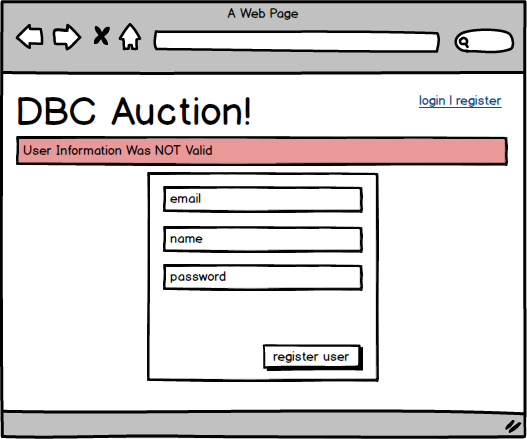 A Web Page
DBC Auction!
login | register
User Information Was NOT Valid
email
name
password
register user